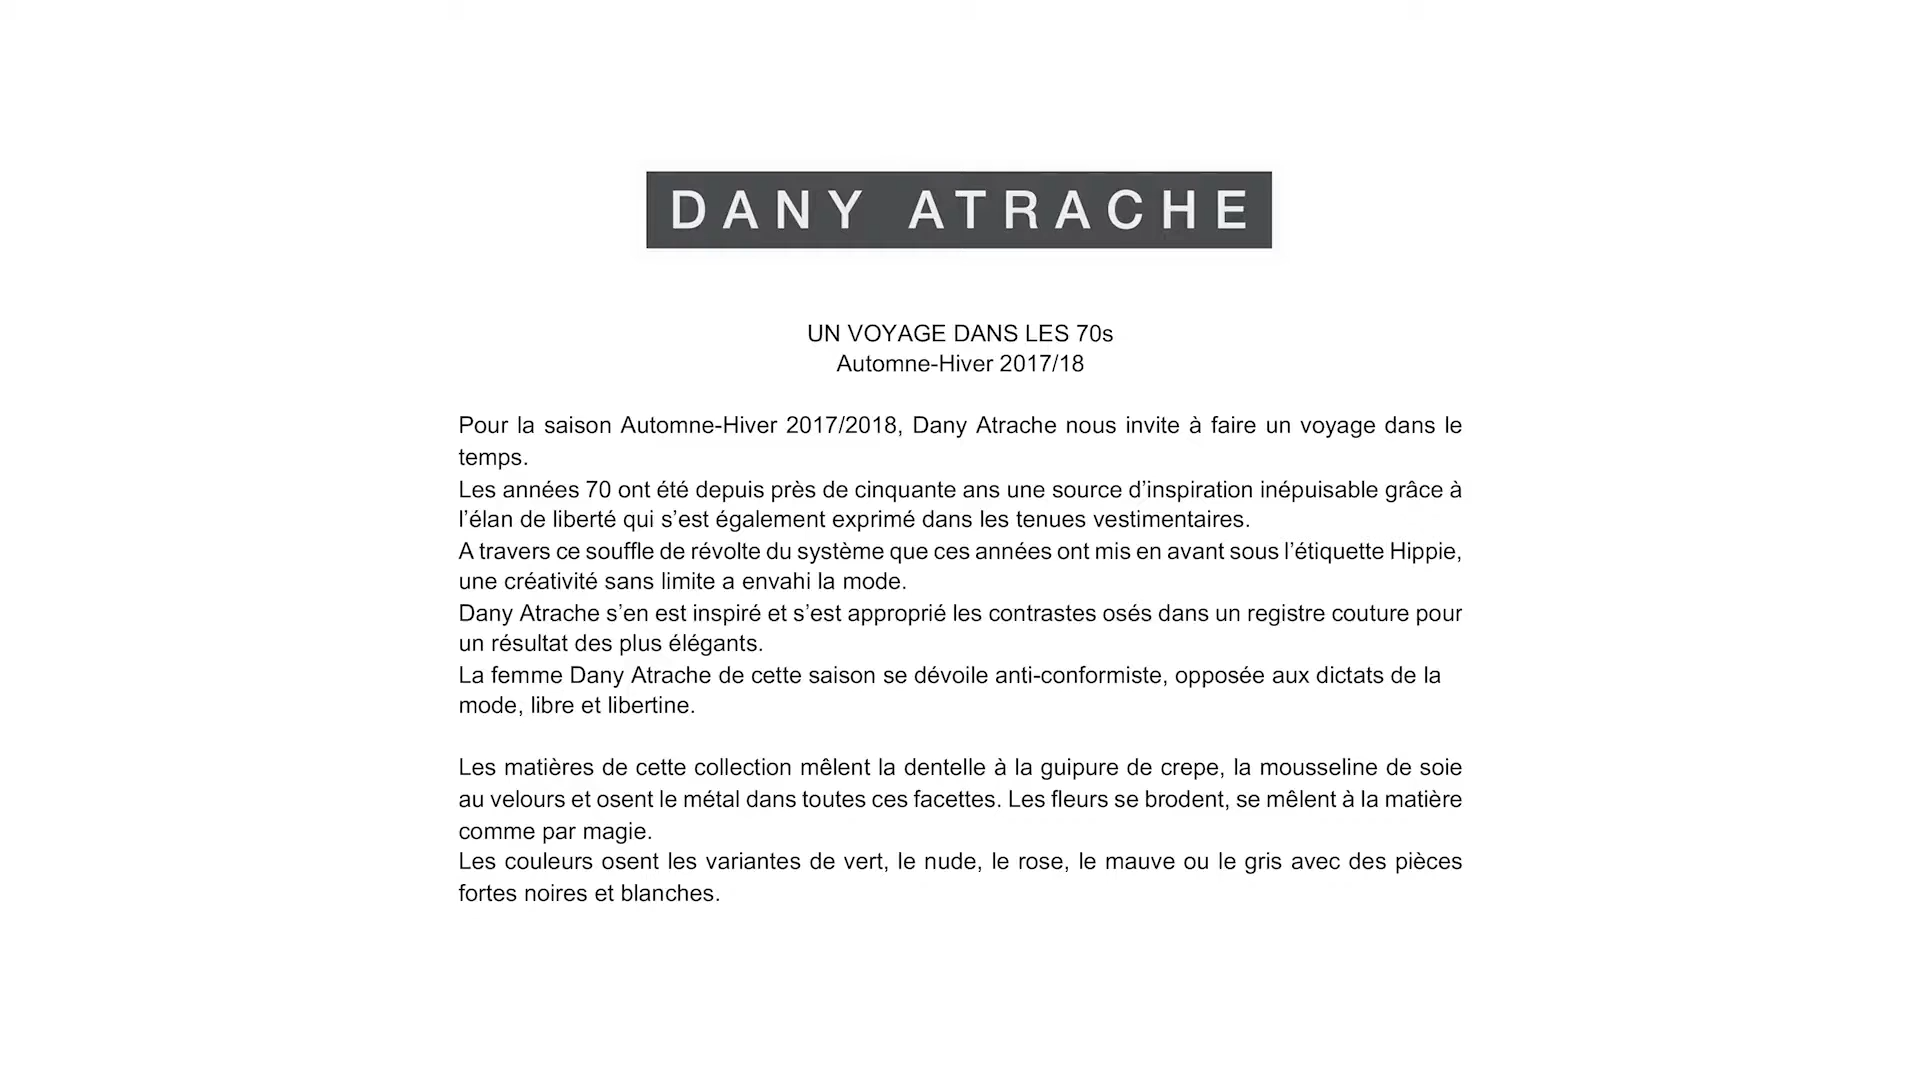 DANY ATRACHE
UN VOYAGE DANS LES 70s
Automne-Hiver 2017/18
Pour la saison Automne-Hiver 2017/2018, Dany Atrache nous invite à faire un voyage dans le
temps.
Les années 70 ont été depuis près de cinquante ans une source d’inspiration inépuisable grâce à
l’élan de liberté qui s’est également exprimé dans les tenues vestimentaires.
A travers ce souffle de révolte du système que ces années ont mis en avant sous l’étiquette Hippie,
une créativité sans limite a envahi la mode.
Dany Atrache s’en est inspiré et s’est approprié les contrastes osés dans un registre couture pour
un résultat des plus élégants.
La femme Dany Atrache de cette saison se dévoile anti-conformiste, opposée aux dictats de la
mode, libre et libertine.
Les matières de cette collection mêlent la dentelle à la guipure de crepe, la mousseline de soie
au velours et osent le métal dans toutes ces facettes. Les fleurs se brodent, se mêlent à la matière
comme par magie.
Les couleurs osent les variantes de vert, le nude, le rose, le mauve ou le gris avec des pièces
fortes noires et blanches.